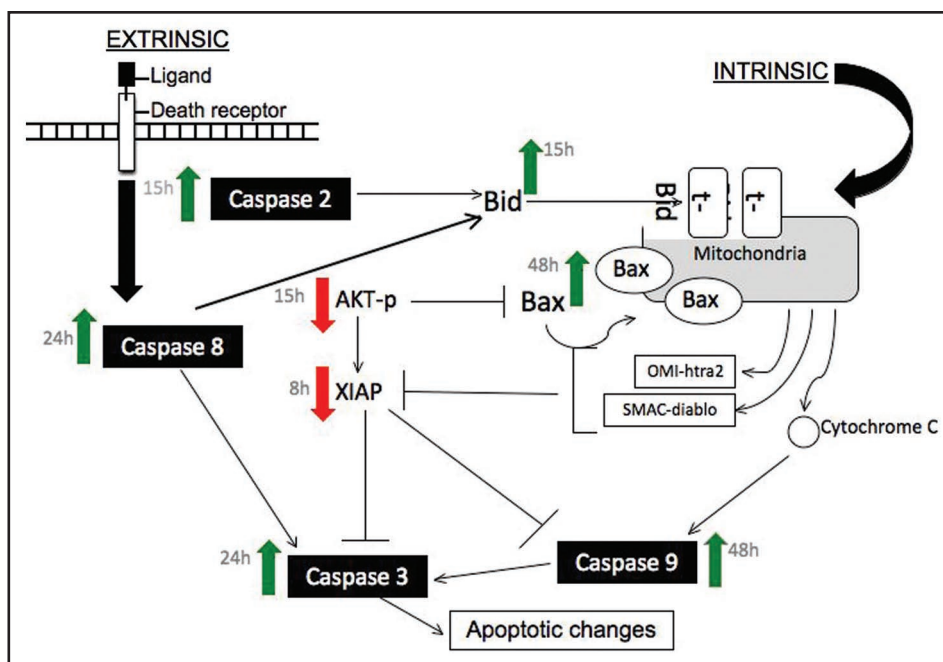 EXTRINSIC
Ligand
Death receptor
INTRINSIC
15h
Caspase 2
Bid
15h
Bid
t-
t-
Mitochondria
Bax
Bax
48h
Bax
15h
AKT-p
24h
Caspase 8
8h
XIAP
OMI-htra2
SMAC-diablo
Cytochrome C
24h
Caspase 3
Caspase 9
48h
Apoptotic changes